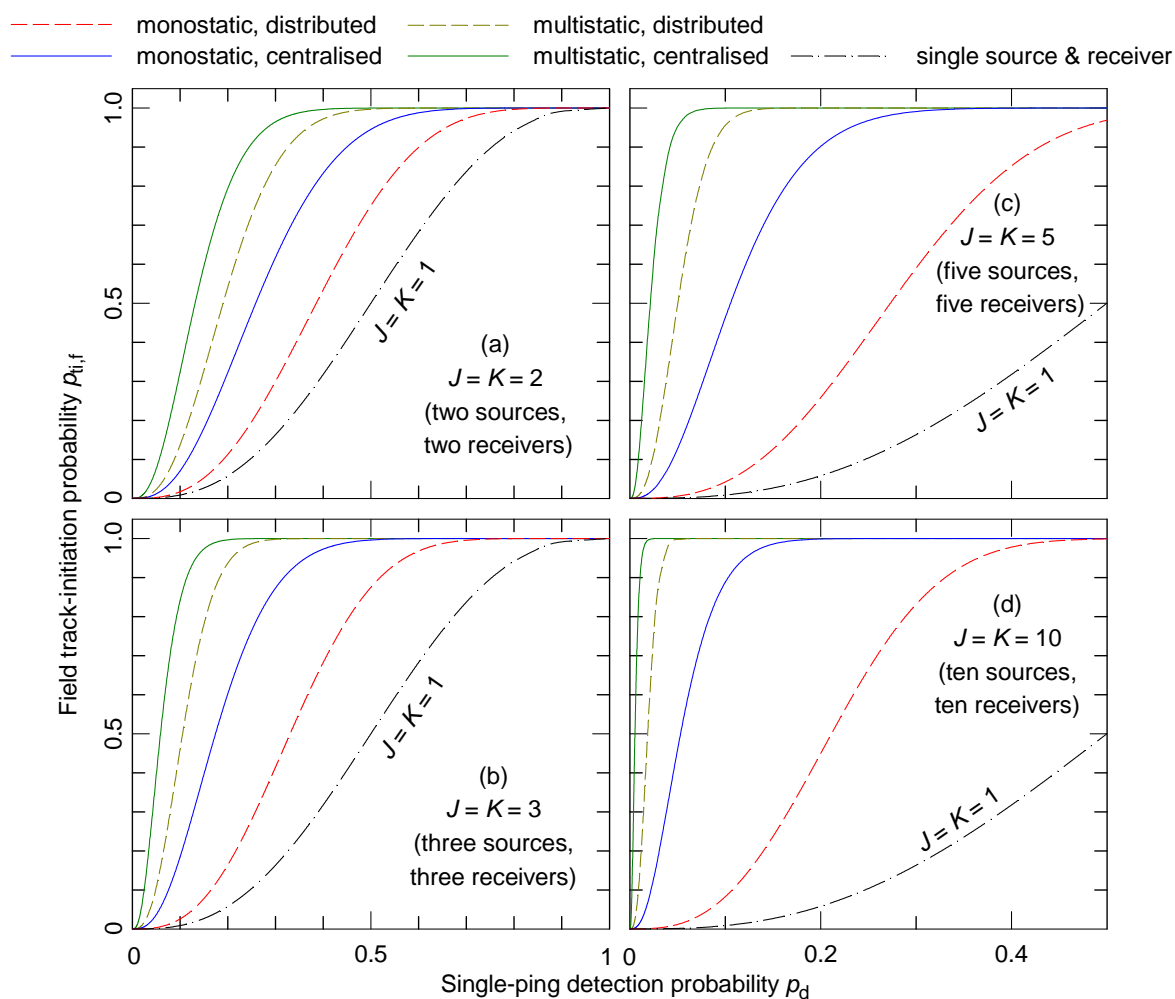 monostatic, distributed
multistatic, distributed
monostatic, centralised
multistatic, centralised
single source & receiver
Field track-initiation probability p_ti,f
1.0
0.5
0
J = K = 1
(a)
J = K = 2
(two sources,
two receivers)
(c)
J = K = 5
(five sources,
five receivers)
J = K = 1
1.0
0.5
0
J = K = 1
(b)
J = K = 3
(three sources,
three receivers)
(d)
J = K = 10
(ten sources,
ten receivers)
J = K = 1
0
0.5
1
0
0.2
0.4
Single-ping detection probability p_d